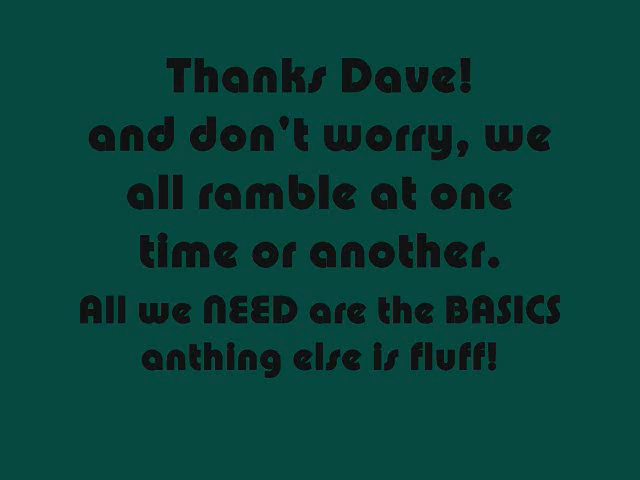 Thanks Dave!
and don't worry, we
all ramble at one
time or another.
All we NEED are the BASICS
anthing else is fluff!